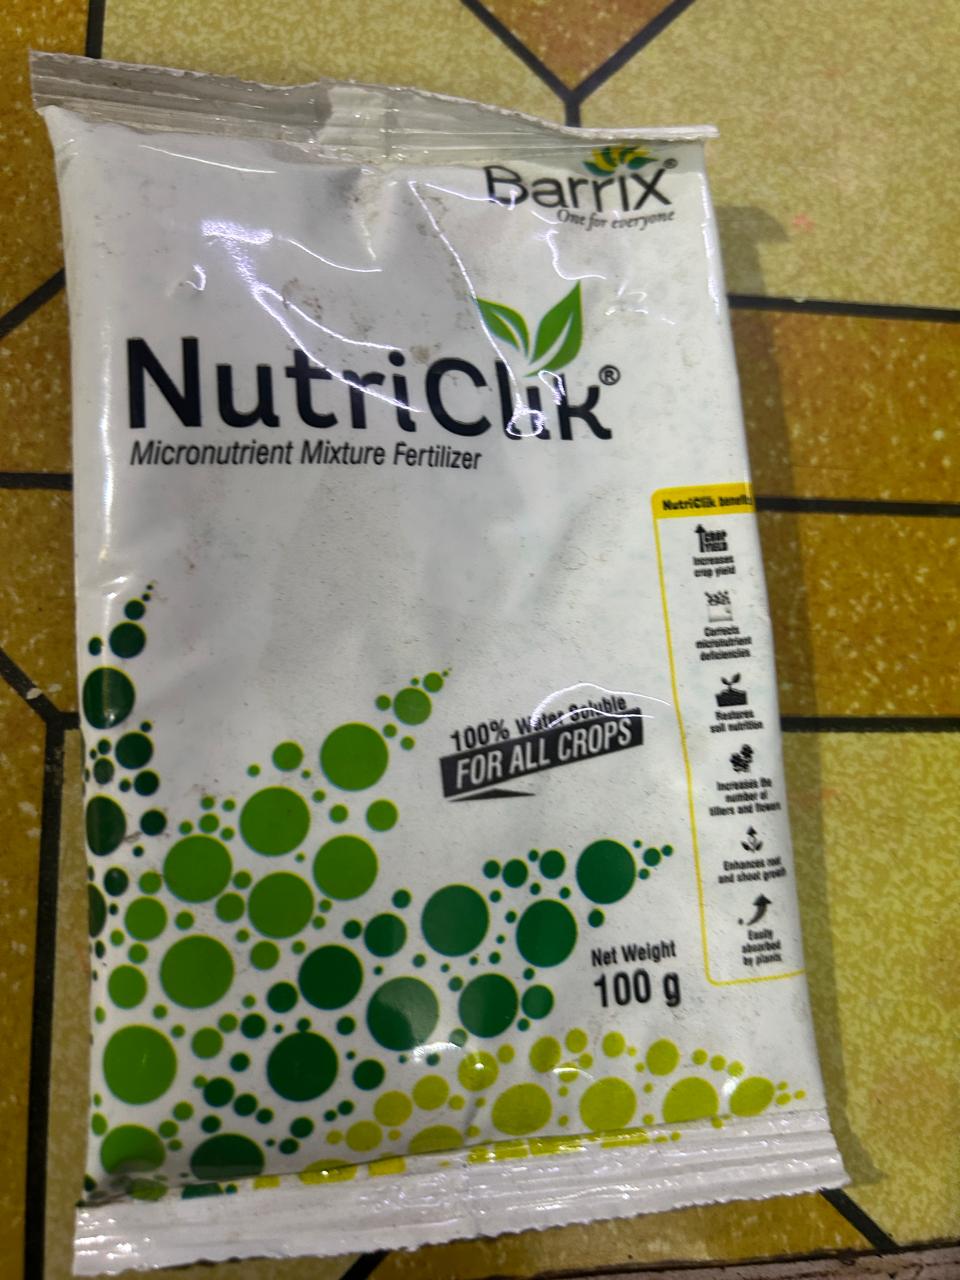 BarriX®
One for everyone
NutriClik®
Micronutrient Mixture Fertilizer
NutriClik benefits
CROP
YIELD
Increases
crop yield
Corrects
micronutrient
deficiencies
Restores
soil nutrition
Increases the
number of
tillers and flowers
Enhances root
and shoot growth
Easily
absorbed
by plants
100% Water Soluble
FOR ALL CROPS
Net Weight
100 g